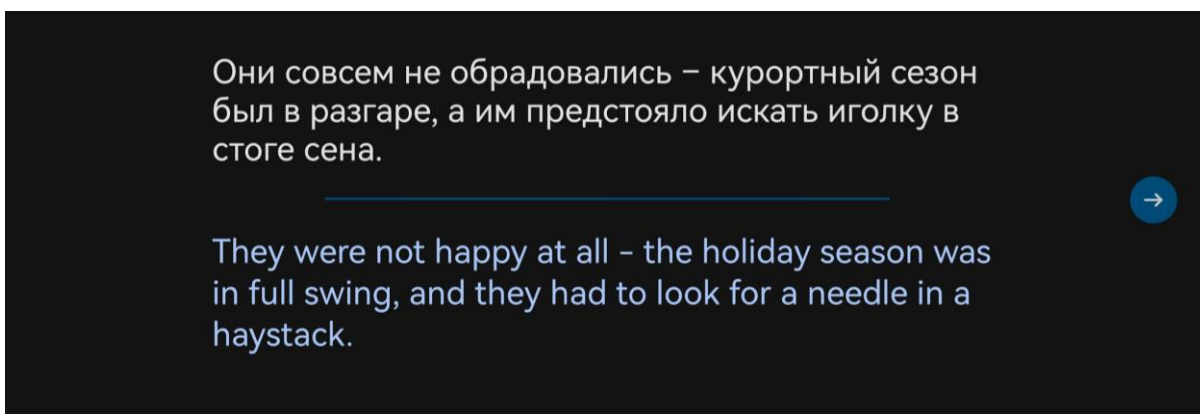 Они совсем не обрадовались – курортный сезон
был в разгаре, а им предстояло искать иголку в
стоге сена.
They were not happy at all – the holiday season was
in full swing, and they had to look for a needle in a
haystack.